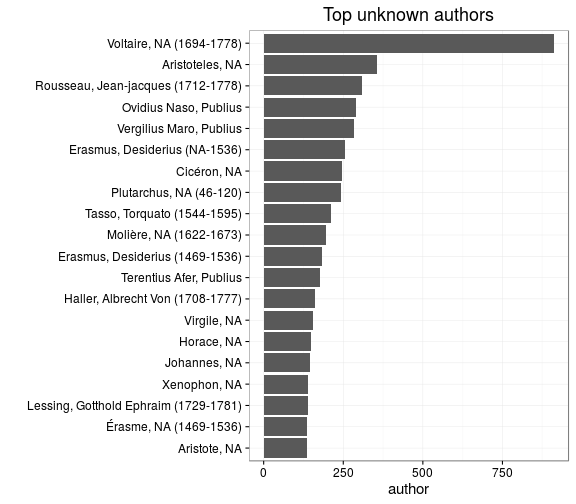 Top unknown authors
Voltaire, NA (1694-1778)
Aristoteles, NA
Rousseau, Jean-jacques (1712-1778)
Ovidius Naso, Publius
Vergilius Maro, Publius
Erasmus, Desiderius (NA-1536)
Cicéron, NA
Plutarchus, NA (46-120)
Tasso, Torquato (1544-1595)
Molière, NA (1622-1673)
Erasmus, Desiderius (1469-1536)
Terentius Afer, Publius
Haller, Albrecht Von (1708-1777)
Virgile, NA
Horace, NA
Johannes, NA
Xenophon, NA
Lessing, Gotthold Ephraim (1729-1781)
Érasme, NA (1469-1536)
Aristote, NA
0 250 500 750
author